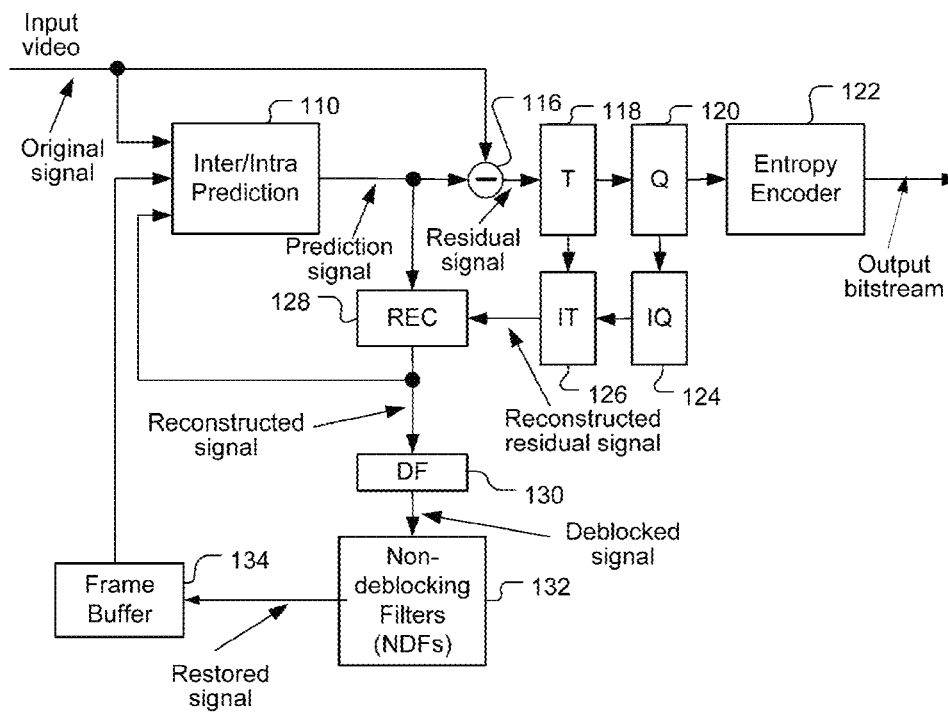 Input
video
Original
signal
110
Inter/Intra
Prediction
Prediction
signal
116
Residual
signal
118
T
120
Q
122
Entropy
Encoder
Output
bitstream
128
REC
IT
IQ
126
124
Reconstructed
signal
Reconstructed
residual signal
DF
130
Deblocked
signal
Non-
deblocking
Filters
(NDFs)
132
134
Frame
Buffer
Restored
signal